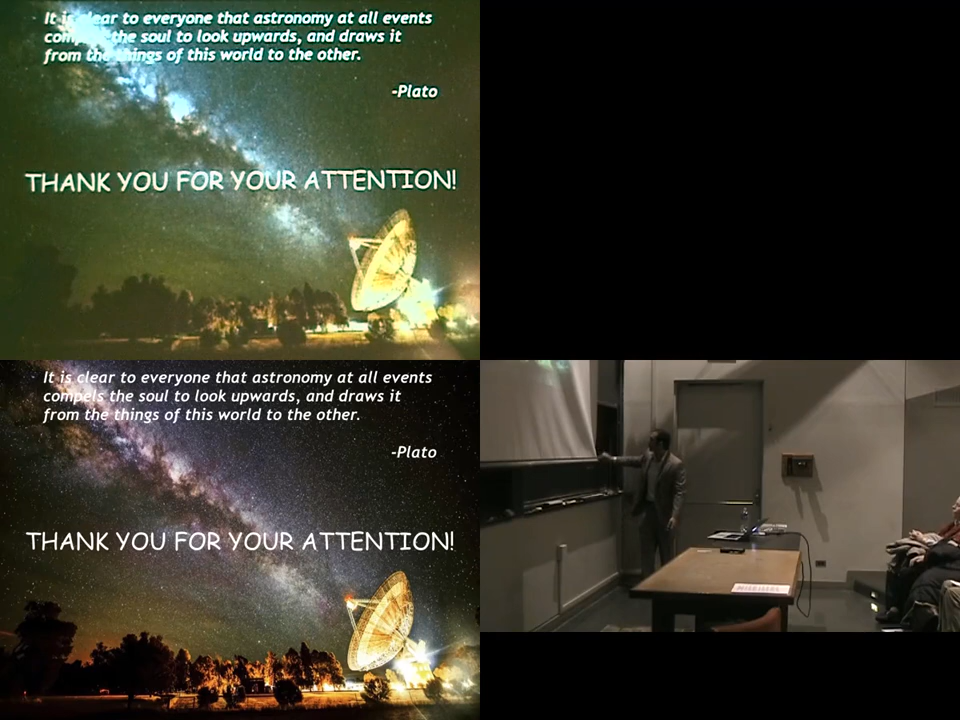 It is clear to everyone that astronomy at all events
compels the soul to look upwards, and draws it
from the things of this world to the other.
-Plato
THANK YOU FOR YOUR ATTENTION!
It is clear to everyone that astronomy at all events
compels the soul to look upwards, and draws it
from the things of this world to the other.
-Plato
THANK YOU FOR YOUR ATTENTION!